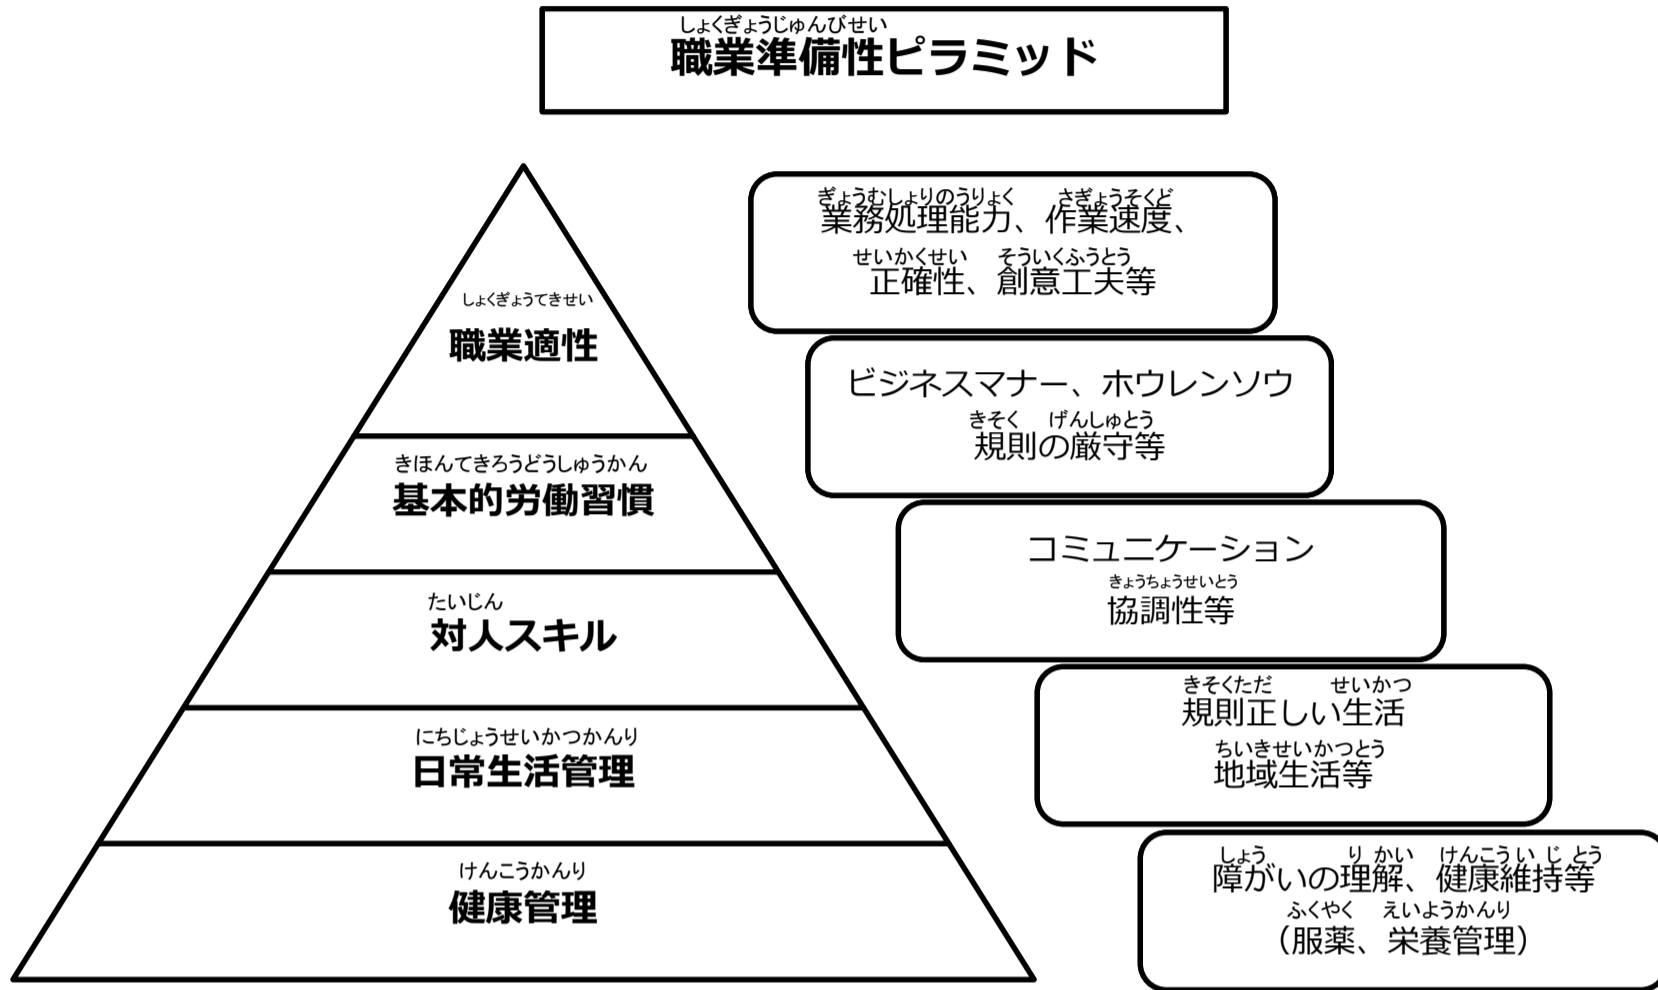 しょくぎょうじゅんびせい
職業準備性ピラミッド
しょくぎょうてきせい
職業適性
きほんてきろうどうしゅうかん
基本的労働習慣
たいじん
対人スキル
にちじょうせいかつかんり
日常生活管理
けんこうかんり
健康管理
ぎょうむしょりのうりょく さぎょうそくど
業務処理能力、作業速度、
せいかくせい そういくふうとう
正確性、創意工夫等
ビジネスマナー、ホウレンソウ
きそく げんしゅとう
規則の厳守等
コミュニケーション
きょうちょうせいとう
協調性等
きそくただ せいかつ
規則正しい生活
ちいきせいかつとう
地域生活等
しょう り かい けんこう い じ とう
障がいの理解、健康維持等
ふくやく えいようかんり
（服薬、栄養管理）